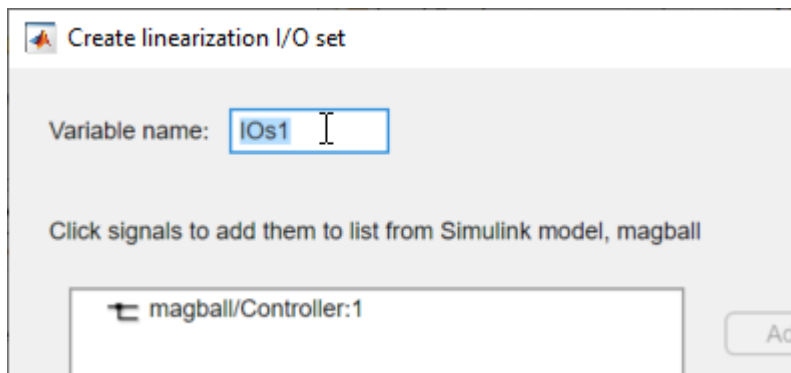 Create linearization I/O set
Variable name: IOs1
Click signals to add them to list from Simulink model, magball
magball/Controller:1